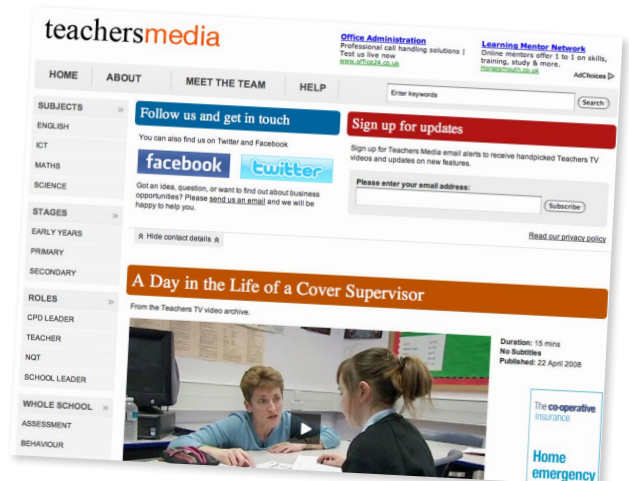 teachersmedia
Office Administration
Professional call handling solutions |
Test us live now
www.office24.co.uk
Learning Mentor Network
Online mentors offer 1 to 1 on skills,
training, study & more.
Horsesmouth.co.uk
AdChoices
HOME ABOUT MEET THE TEAM HELP
Enter keywords
Search
SUBJECTS »
ENGLISH
ICT
MATHS
SCIENCE
STAGES »
EARLY YEARS
PRIMARY
SECONDARY
ROLES »
CPD LEADER
TEACHER
NQT
SCHOOL LEADER
WHOLE SCHOOL »
ASSESSMENT
BEHAVIOUR
Follow us and get in touch
You can also find us on Twitter and Facebook
facebook twitter
Got an idea, question, or want to find out about business
opportunities? Please send us an email and we will be
happy to help you.
Hide contact details
Sign up for updates
Sign up for Teachers Media email alerts to receive handpicked Teachers TV
videos and updates on new features.
Please enter your email address:
Subscribe
Read our privacy policy
A Day in the Life of a Cover Supervisor
From the Teachers TV video archive.
Duration: 15 mins
No Subtitles
Published: 22 April 2008
The co-operative
insurance
Home
emergency